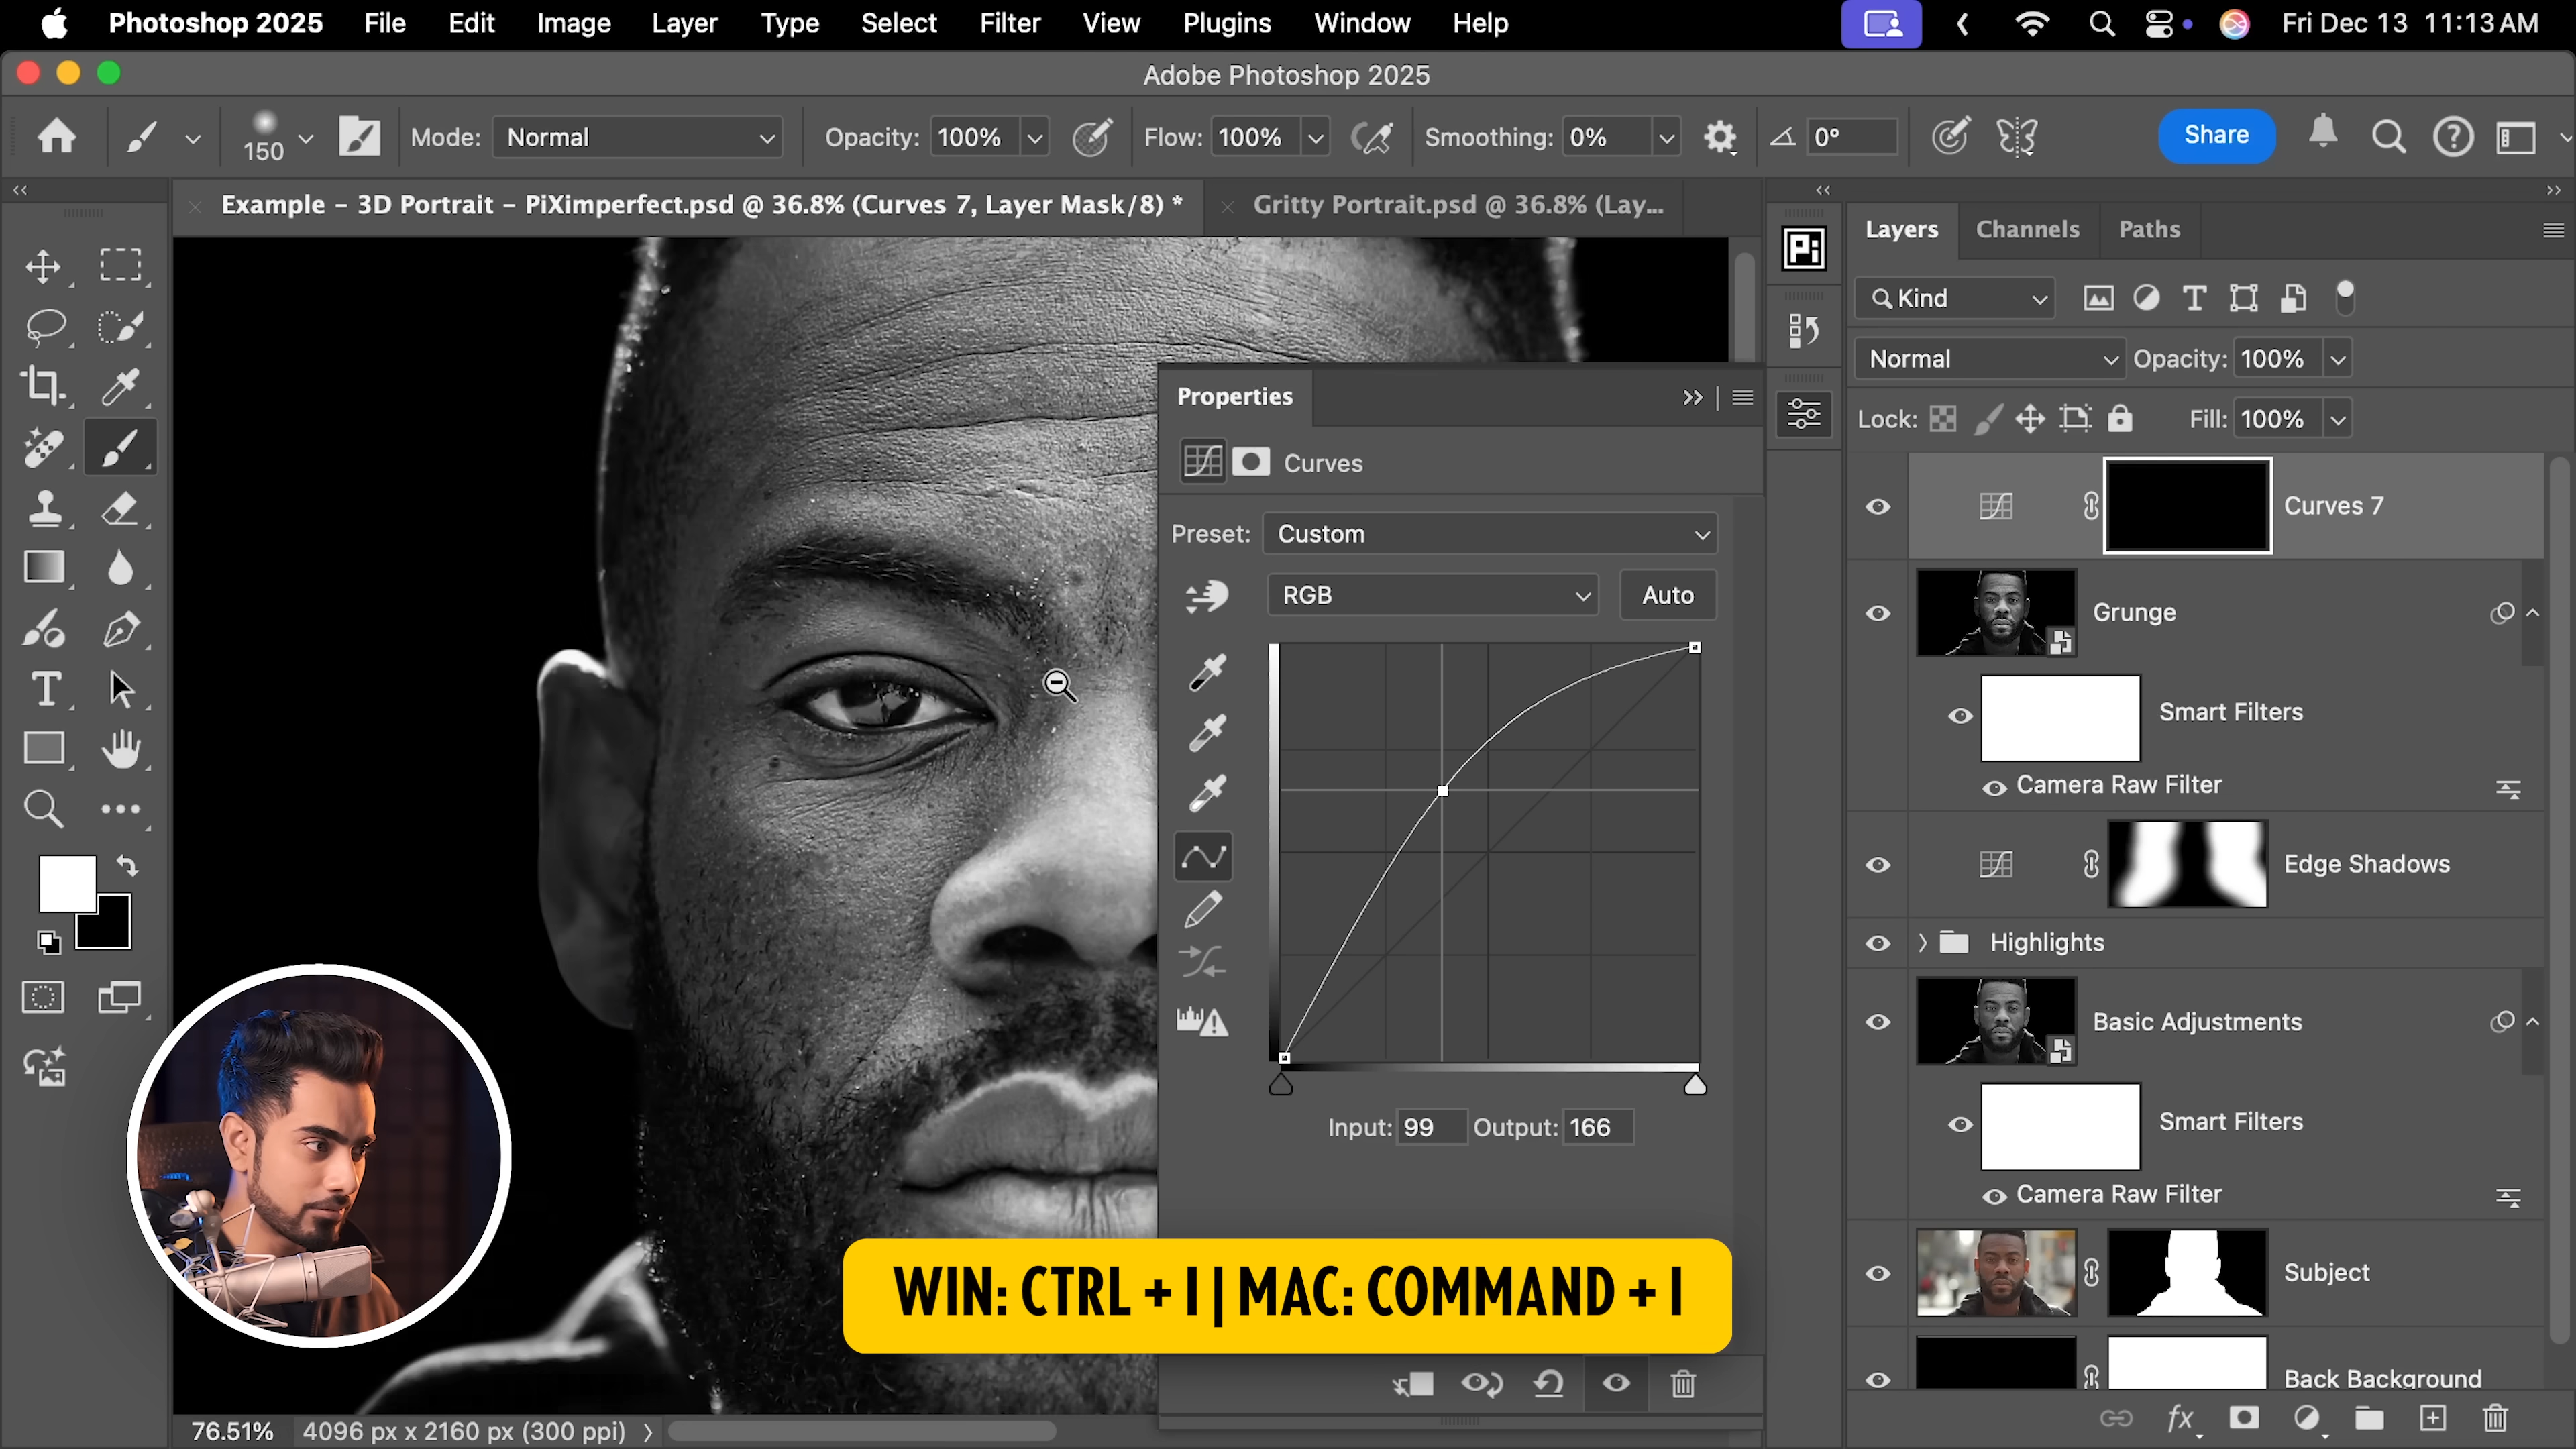 Photoshop 2025 File Edit Image Layer Type Select Filter View Plugins Window Help Fri Dec 13 11:13 AM
Adobe Photoshop 2025
150 Mode: Normal Opacity: 100% Flow: 100% Smoothing: 0% 0° Share
Example – 3D Portrait – PiXimperfect.psd @ 36.8% (Curves 7, Layer Mask/8) * Gritty Portrait.psd @ 36.8% (Lay...
Layers Channels Paths
Pi
Kind
Normal Opacity: 100%
Lock: Fill: 100%
Properties
Curves
Preset: Custom
RGB Auto
Input: 99 Output: 166
Curves 7
Grunge
Smart Filters
Camera Raw Filter
Edge Shadows
Highlights
Basic Adjustments
Smart Filters
Camera Raw Filter
Subject
Back Background
fx
WIN: CTRL + I || MAC: COMMAND + I
76.51% 4096 px x 2160 px (300 ppi)